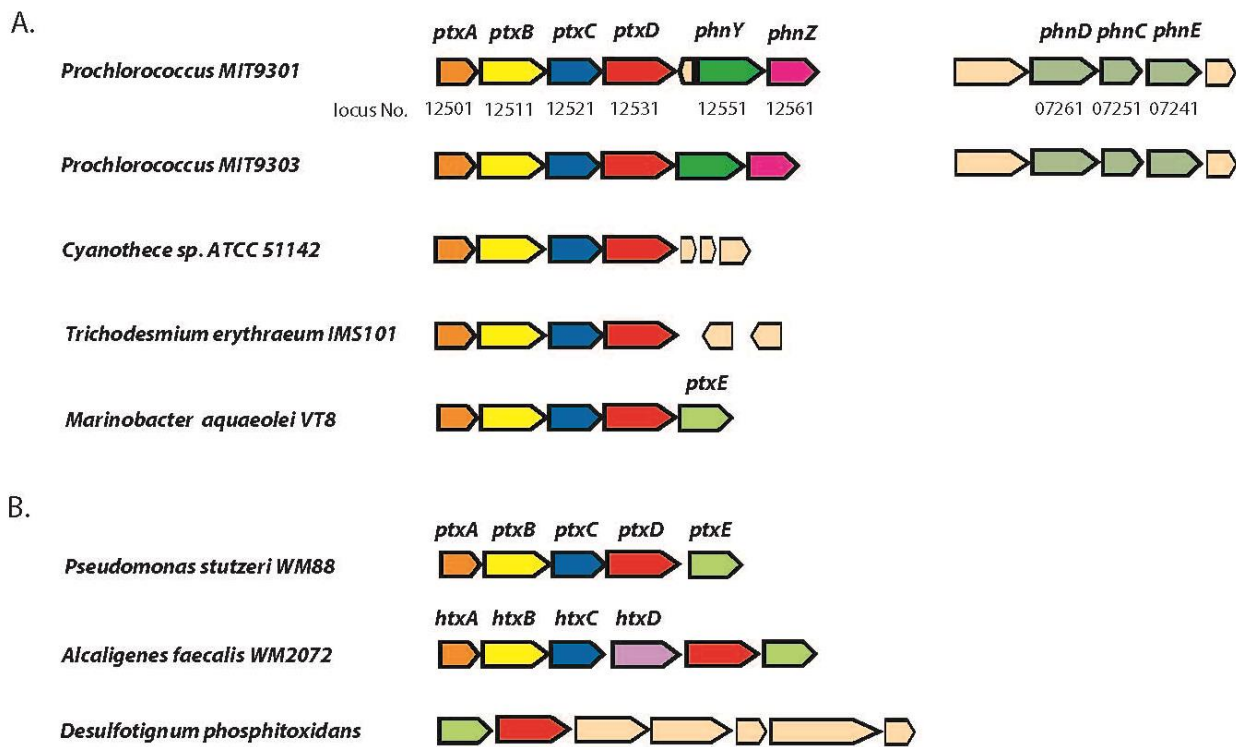 A.
ptxA ptxB ptxC ptxD phnY phnZ phnD phnC phnE
Prochlorococcus MIT9301
locus No. 12501 12511 12521 12531 12551 12561 07261 07251 07241
Prochlorococcus MIT9303
Cyanothece sp. ATCC 51142
Trichodesmium erythraeum IMS101
ptxE
Marinobacter aquaeolei VT8
B.
ptxA ptxB ptxC ptxD ptxE
Pseudomonas stutzeri WM88
htxA htxB htxC htxD
Alcaligenes faecalis WM2072
Desulfotignum phosphitoxidans